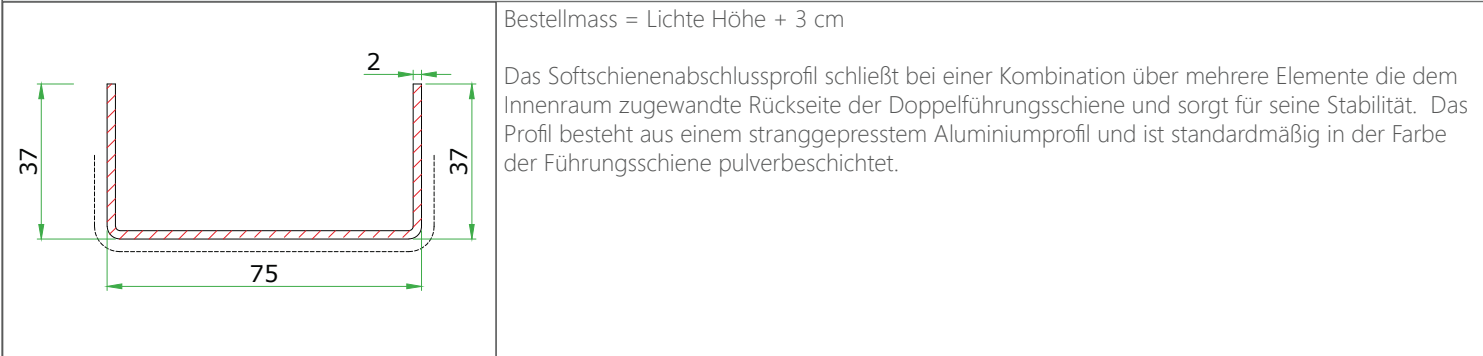 Bestellmass = Lichte Höhe + 3 cm
Das Softschienenabschlussprofil schließt bei einer Kombination über mehrere Elemente die dem
Innenraum zugewandte Rückseite der Doppelführungsschiene und sorgt für seine Stabilität. Das
Profil besteht aus einem stranggepresstem Aluminiumprofil und ist standardmäßig in der Farbe
der Führungsschiene pulverbeschichtet.
2
37
37
75